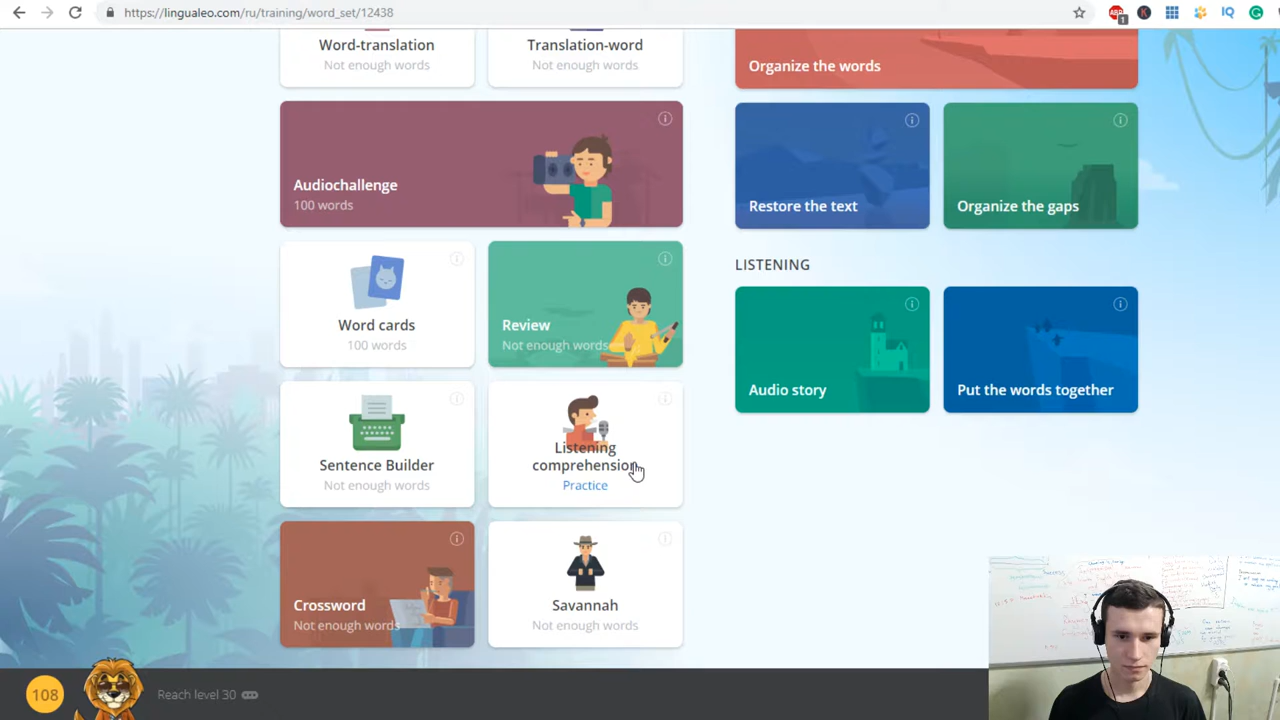 https://lingualeo.com/ru/training/word_set/12438
ABP
1
K
IQ
G
Word-translation
Not enough words
Translation-word
Not enough words
Organize the words
Audiochallenge
100 words
Restore the text
Organize the gaps
Word cards
100 words
Review
Not enough words
LISTENING
Audio story
Put the words together
Sentence Builder
Not enough words
Listening
comprehension
Practice
Crossword
Not enough words
Savannah
Not enough words
108
Reach level 30